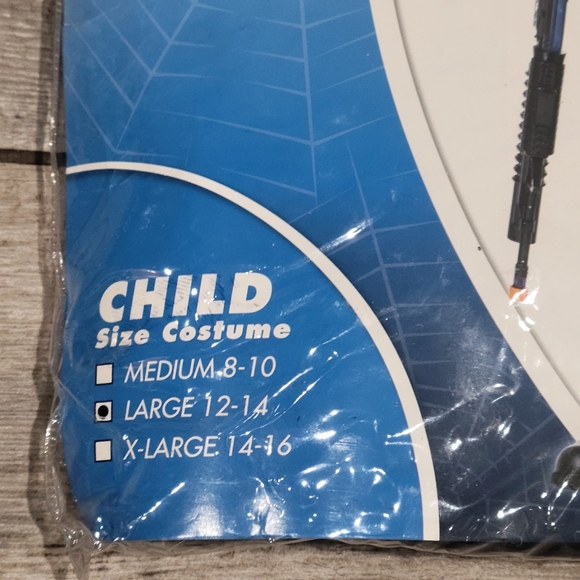 CHILD
Size Costume
MEDIUM 8-10
LARGE 12-14
X-LARGE 14-16